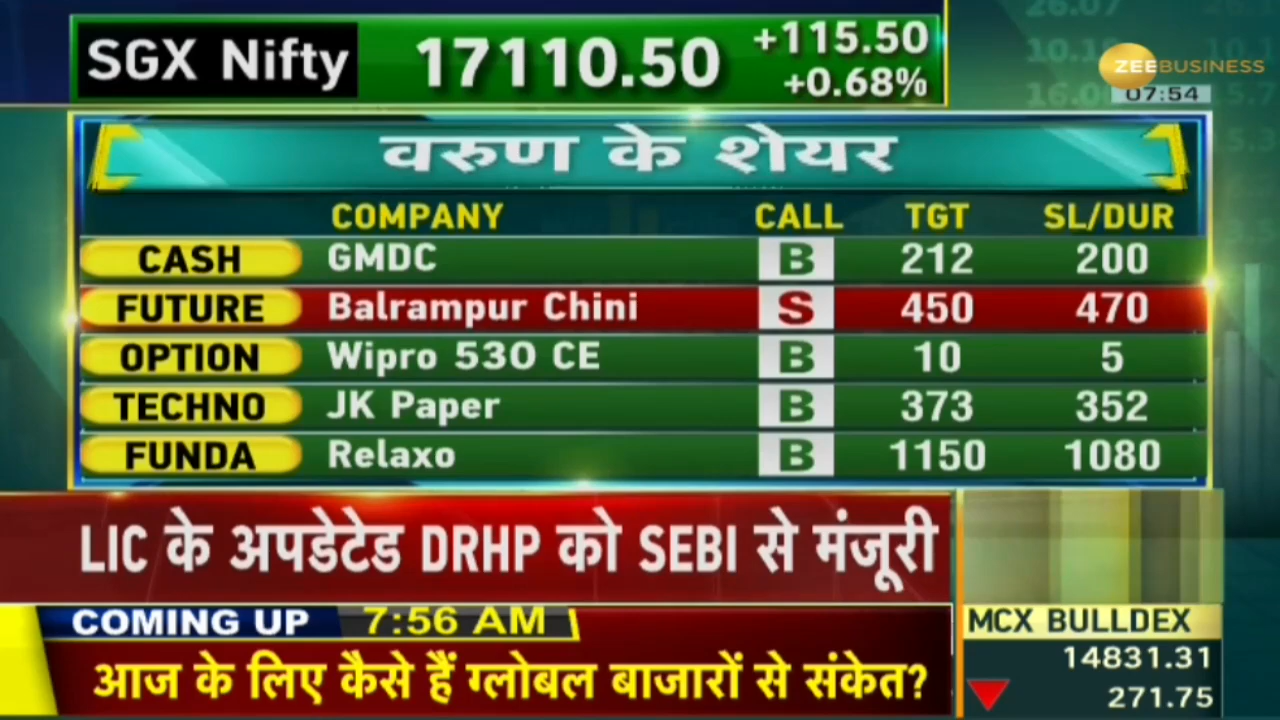 SGX Nifty 17110.50 +115.50
+0.68%
ZEEBUSINESS
07:54
वरुण के शेयर
COMPANY CALL TGT SL/DUR
CASH GMDC B 212 200
FUTURE Balrampur Chini S 450 470
OPTION Wipro 530 CE B 10 5
TECHNO JK Paper B 373 352
FUNDA Relaxo B 1150 1080
LIC के अपडेटेड DRHP को SEBI से मंजूरी
COMING UP 7:56 AM
आज के लिए कैसे हैं ग्लोबल बाजारों से संकेत?
MCX BULLDEX
14831.31
271.75